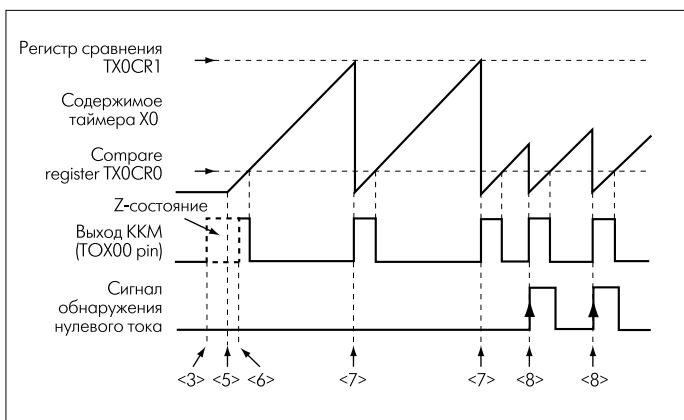 Регистр сравнения
TX0CR1
Содержимое
таймера X0
Compare
register TX0CR0
Z-состояние
Выход ККМ
(TOX00 pin)
Сигнал
обнаружения
нулевого тока
<3> <5> <6> <7> <7> <8> <8>